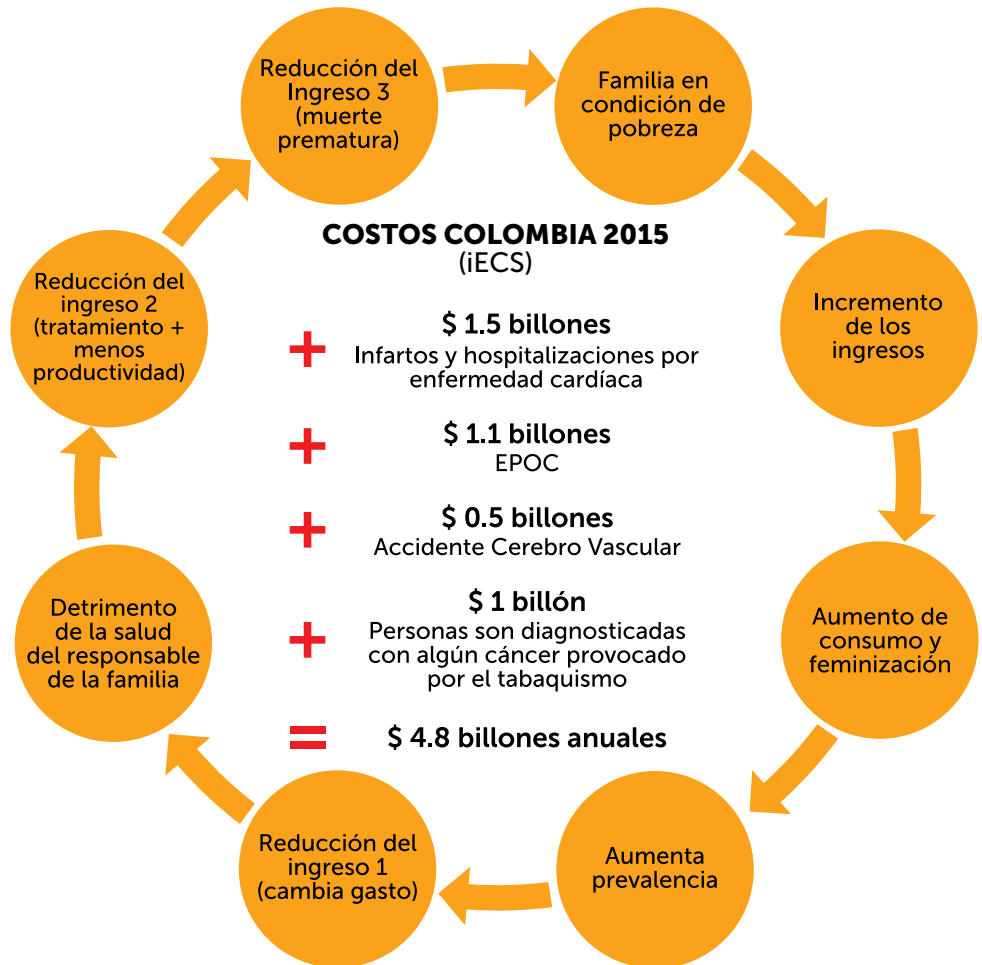 Reducción del
Ingreso 3
(muerte
prematura)
Familia en
condición de
pobreza
Incremento
de los
ingresos
Aumento de
consumo y
feminización
Aumenta
prevalencia
Reducción del
ingreso 1
(cambia gasto)
Detrimento
de la salud
del responsable
de la familia
Reducción del
ingreso 2
(tratamiento +
menos
productividad)
COSTOS COLOMBIA 2015
(iECS)
+ $ 1.5 billones
Infartos y hospitalizaciones por
enfermedad cardíaca
+ $ 1.1 billones
EPOC
+ $ 0.5 billones
Accidente Cerebro Vascular
+ $ 1 billón
Personas son diagnosticadas
con algún cáncer provocado
por el tabaquismo
= $ 4.8 billones anuales